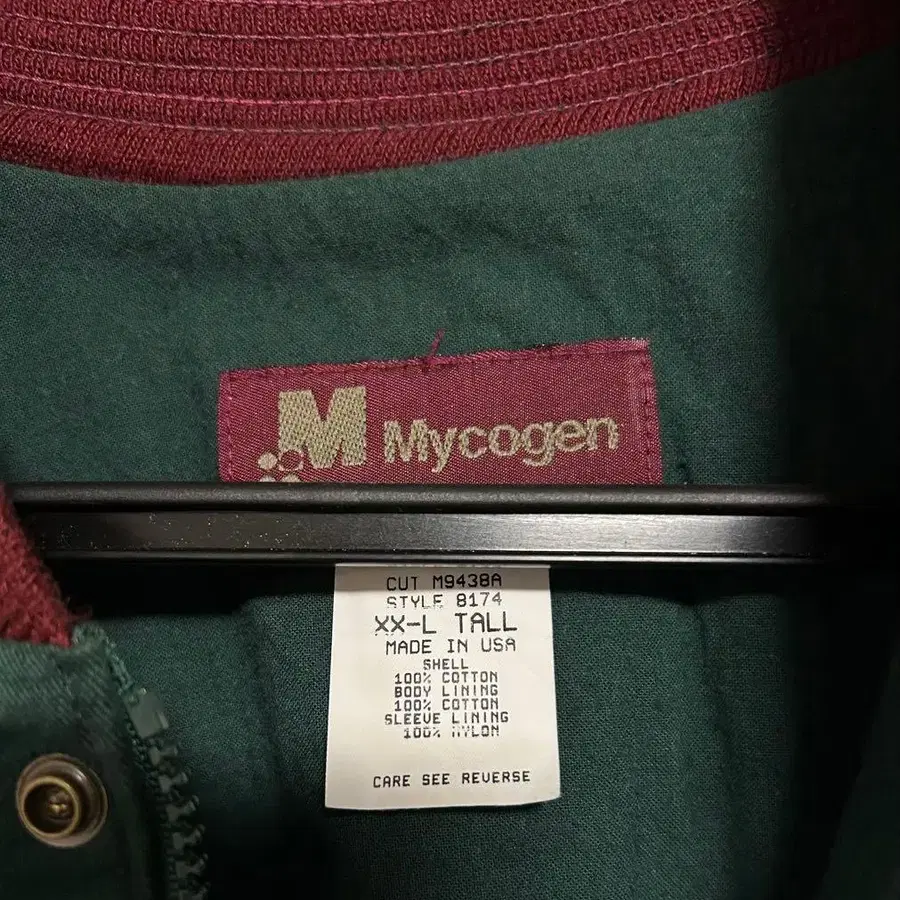 M Mycogen
CUT M9438A
STYLE 8174
XX-L TALL
MADE IN USA
SHELL
100% COTTON
BODY LINING
100% COTTON
SLEEVE LINING
100% NYLON
CARE SEE REVERSE